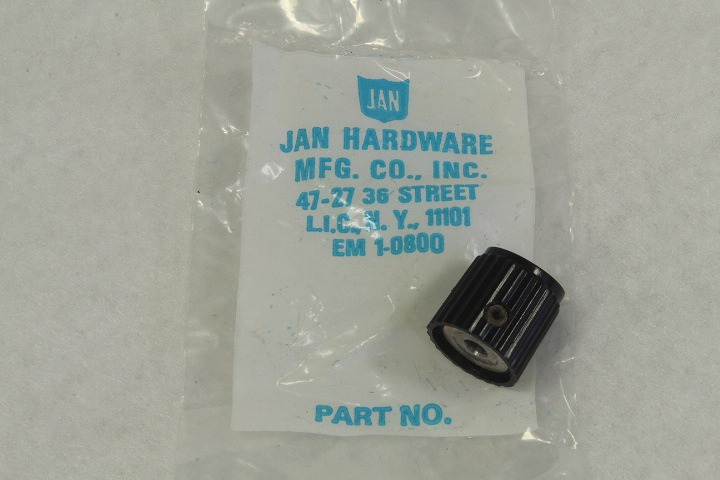 JAN
JAN HARDWARE
MFG. CO., INC.
47-27 36 STREET
L.I.C., N. Y., 11101
EM 1-0800
PART NO.